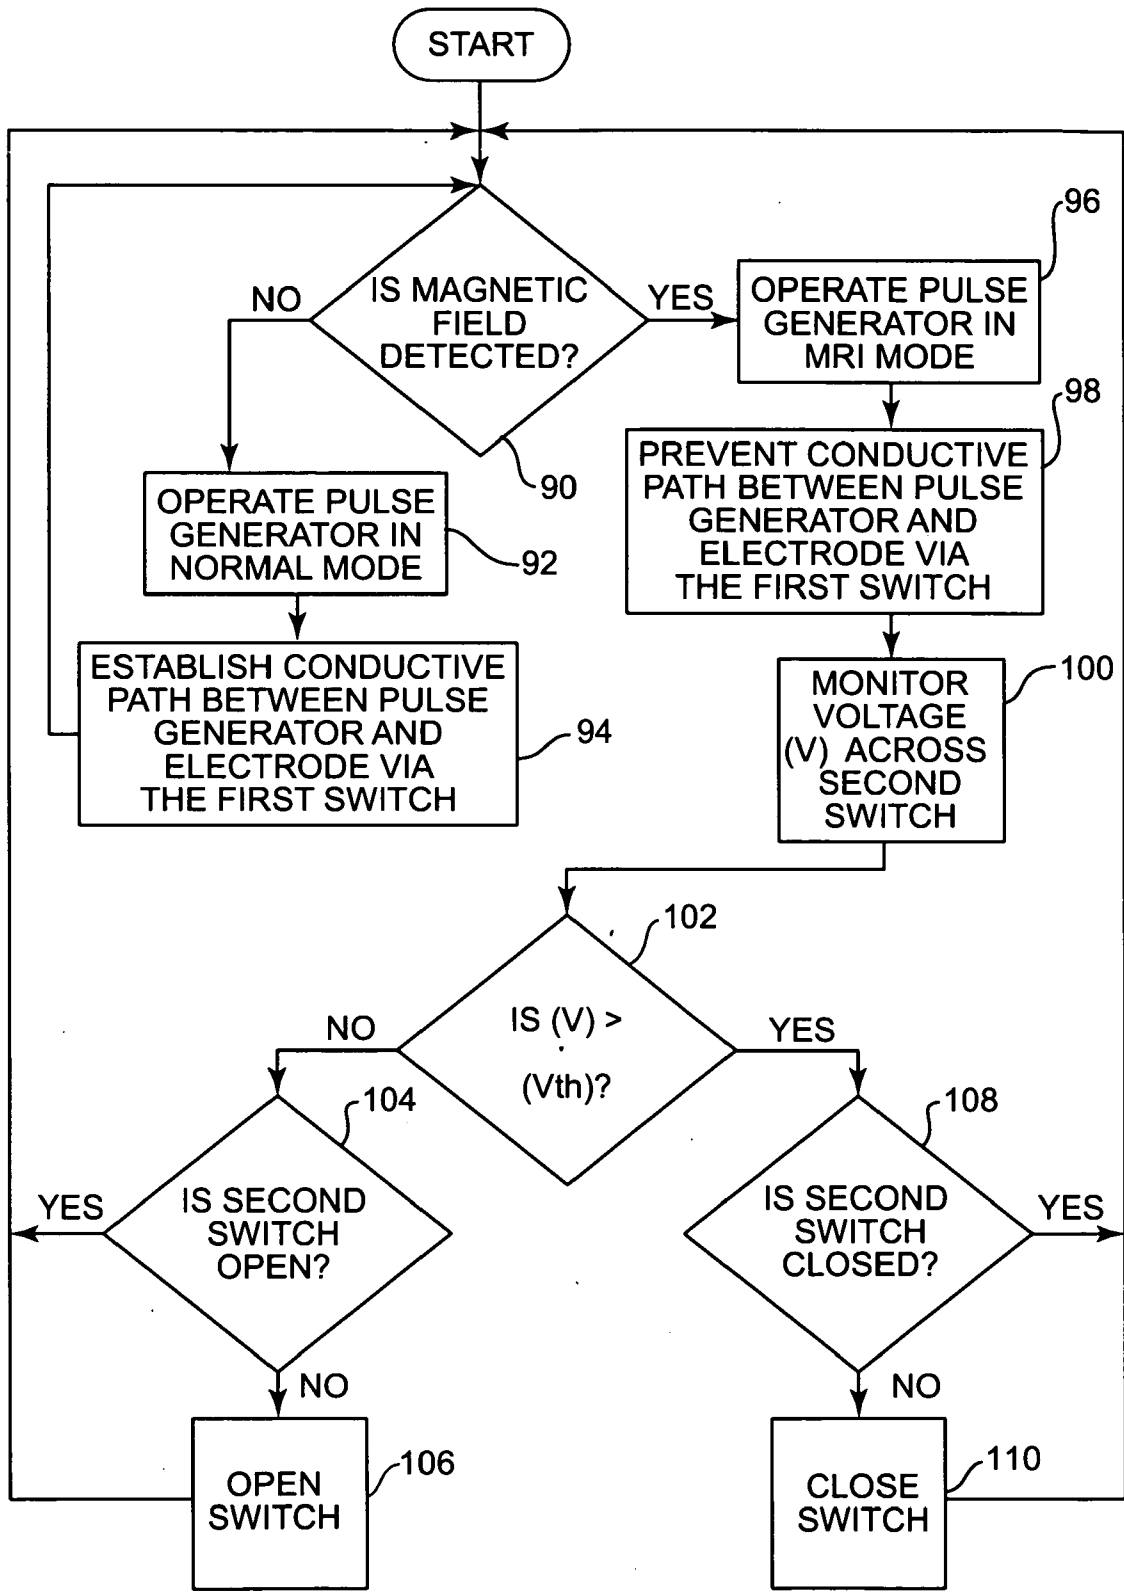 START
IS MAGNETIC
FIELD
DETECTED?
NO
YES
90
OPERATE PULSE
GENERATOR IN
MRI MODE
96
PREVENT CONDUCTIVE
PATH BETWEEN PULSE
GENERATOR AND
ELECTRODE VIA
THE FIRST SWITCH
98
OPERATE PULSE
GENERATOR IN
NORMAL MODE
92
ESTABLISH CONDUCTIVE
PATH BETWEEN PULSE
GENERATOR AND
ELECTRODE VIA
THE FIRST SWITCH
94
MONITOR
VOLTAGE
(V) ACROSS
SECOND
SWITCH
100
IS (V) >
(Vth)?
102
NO
YES
IS SECOND
SWITCH
OPEN?
104
YES
NO
OPEN
SWITCH
106
IS SECOND
SWITCH
CLOSED?
108
YES
NO
CLOSE
SWITCH
110